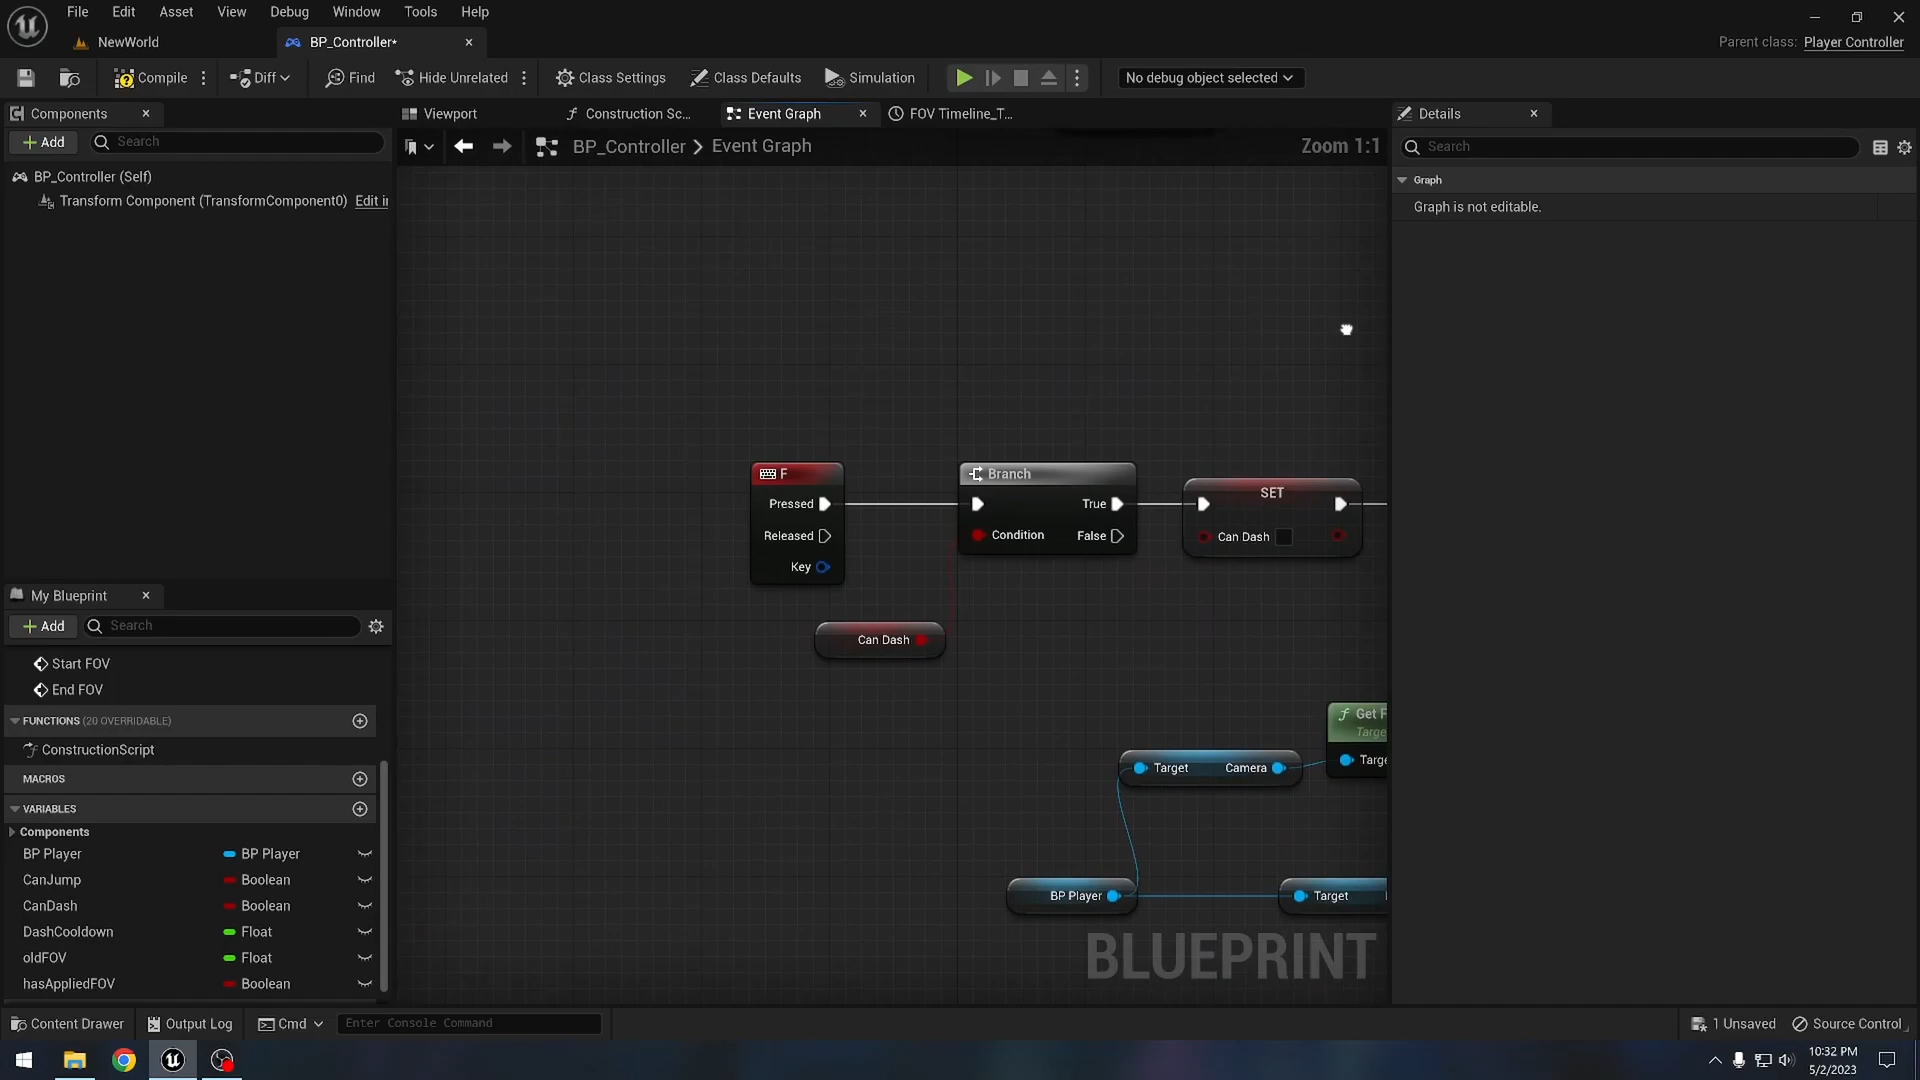 File Edit Asset View Debug Window Tools Help
NewWorld BP_Controller*
Parent class: Player Controller
Compile Diff Find Hide Unrelated Class Settings Class Defaults Simulation No debug object selected
Components Viewport Construction Sc... Event Graph FOV Timeline_T... Details
Add Search BP_Controller > Event Graph Zoom 1:1 Search
BP_Controller (Self)
Transform Component (TransformComponent0) Edit in
Graph
Graph is not editable.
F
Pressed
Released
Key
Branch
True
Condition False
SET
Can Dash
Can Dash
Get F
Targe
Targe
Target Camera
BP Player
Target
BLUEPRINT
My Blueprint
Add Search
Start FOV
End FOV
FUNCTIONS (20 OVERRIDABLE)
ConstructionScript
MACROS
VARIABLES
Components
BP Player BP Player
CanJump Boolean
CanDash Boolean
DashCooldown Float
oldFOV Float
hasAppliedFOV Boolean
Content Drawer Output Log Cmd Enter Console Command 1 Unsaved Source Control
10:32 PM
5/2/2023